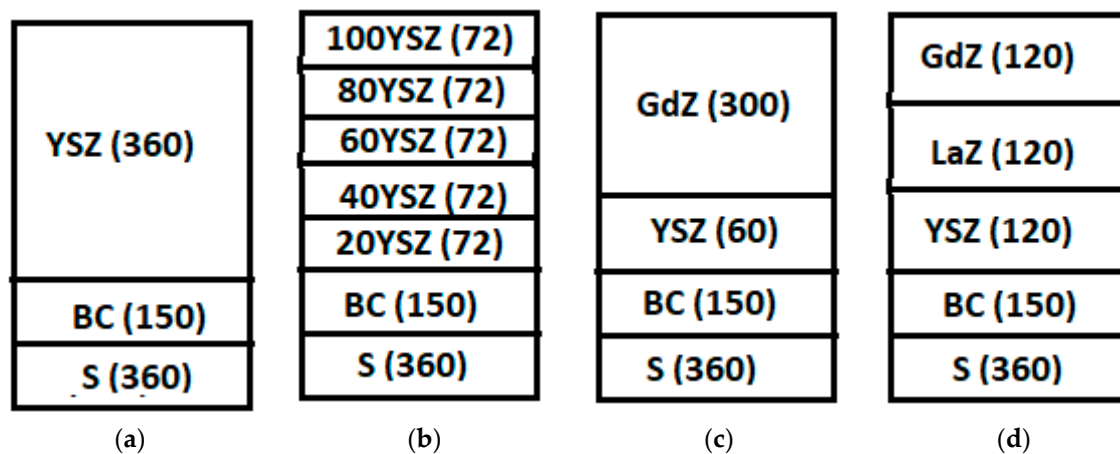 YSZ (360)
BC (150)
S (360)
(a)
100YSZ (72)
80YSZ (72)
60YSZ (72)
40YSZ (72)
20YSZ (72)
BC (150)
S (360)
(b)
GdZ (300)
YSZ (60)
BC (150)
S (360)
(c)
GdZ (120)
LaZ (120)
YSZ (120)
BC (150)
S (360)
(d)